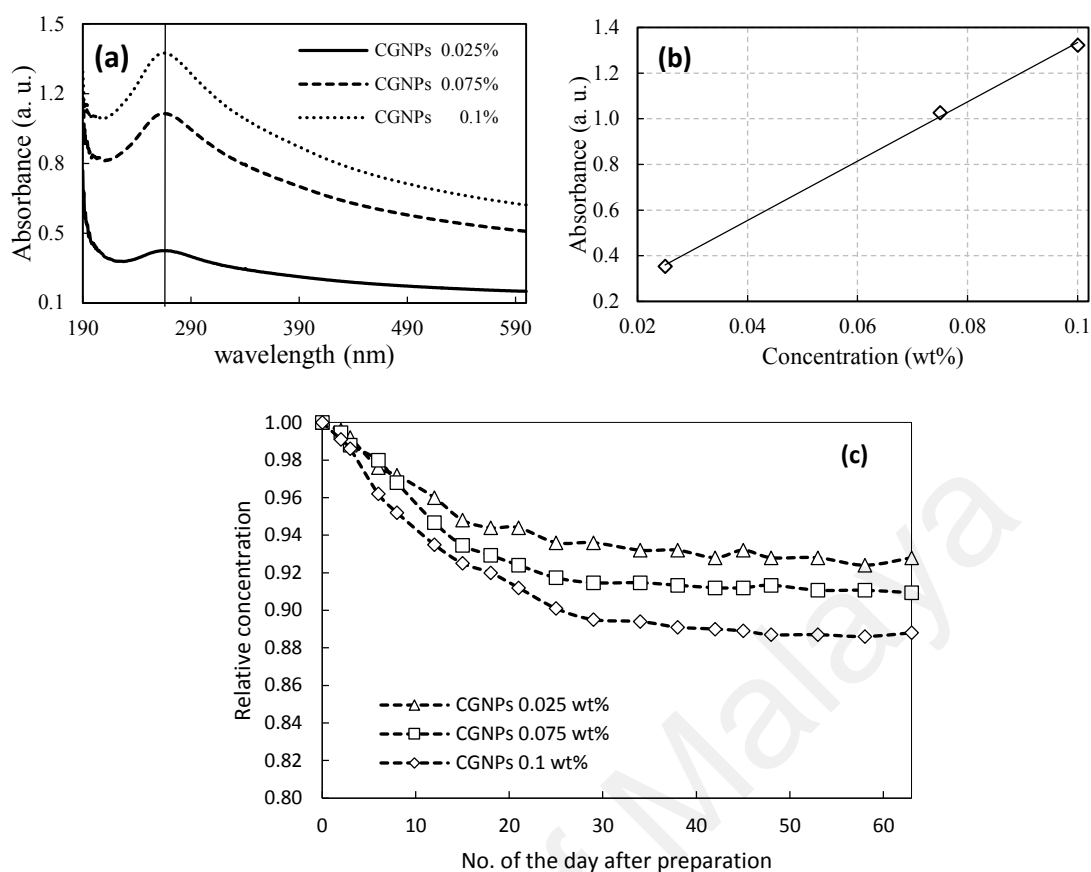 (a)
CGNPs 0.025%
CGNPs 0.075%
CGNPs 0.1%
Absorbance (a. u.)
1.5
1.2
0.8
0.5
0.1
190 290 390 490 590
wavelength (nm)
(b)
Absorbance (a. u.)
1.4
1.2
1.0
0.8
0.6
0.4
0.2
0.02 0.04 0.06 0.08 0.1
Concentration (wt%)
(c)
Relative concentration
1.00
0.98
0.96
0.94
0.92
0.90
0.88
0.86
0.84
0.82
0.80
CGNPs 0.025 wt%
CGNPs 0.075 wt%
CGNPs 0.1 wt%
0 10 20 30 40 50 60
No. of the day after preparation
of Malaya